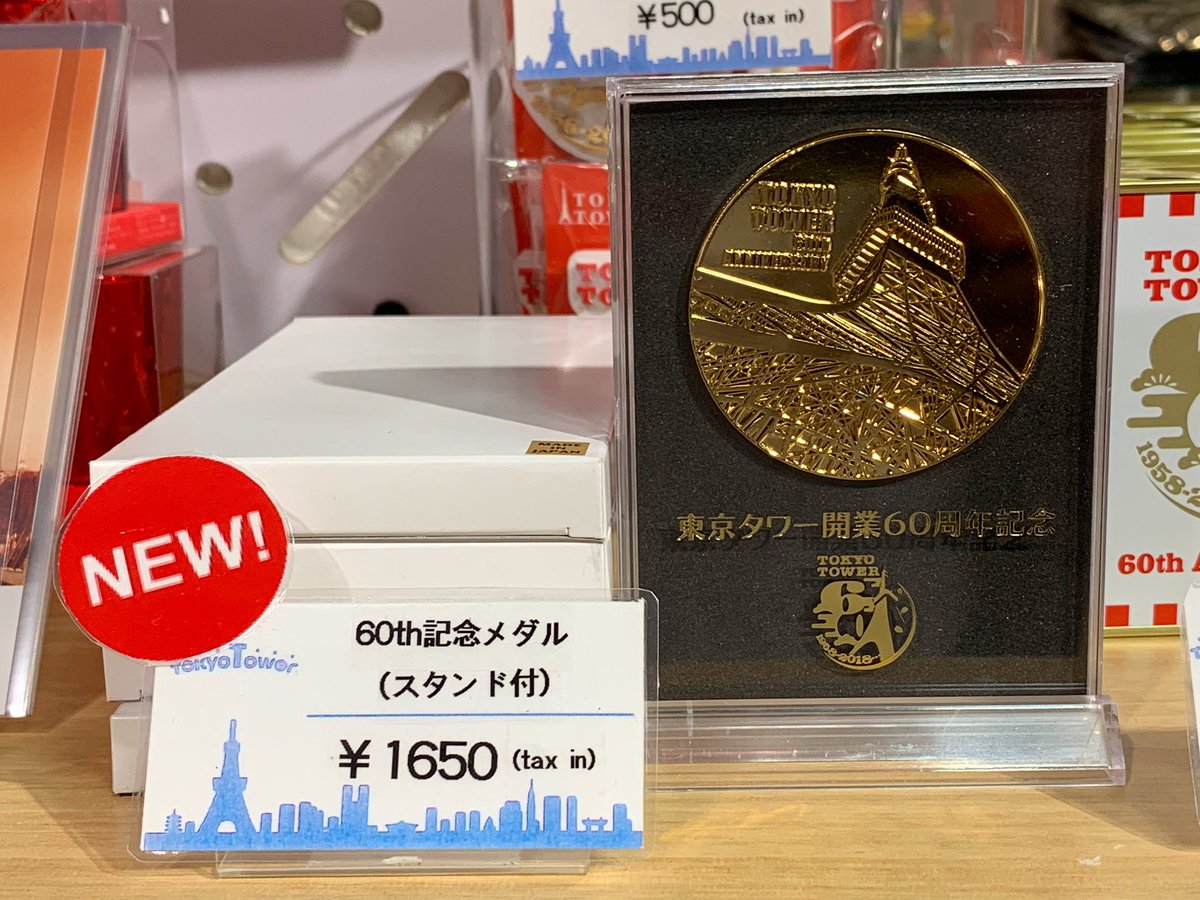 ¥500 (tax in)
TOKYO
TOWER
60TH
ANNIVERSARY
MADE
IN
JAPAN
東京タワー開業60周年記念
TOKYO
TOWER
1958-2018
NEW!
TokyoTower
60th記念メダル
(スタンド付)
¥1650 (tax in)
60th